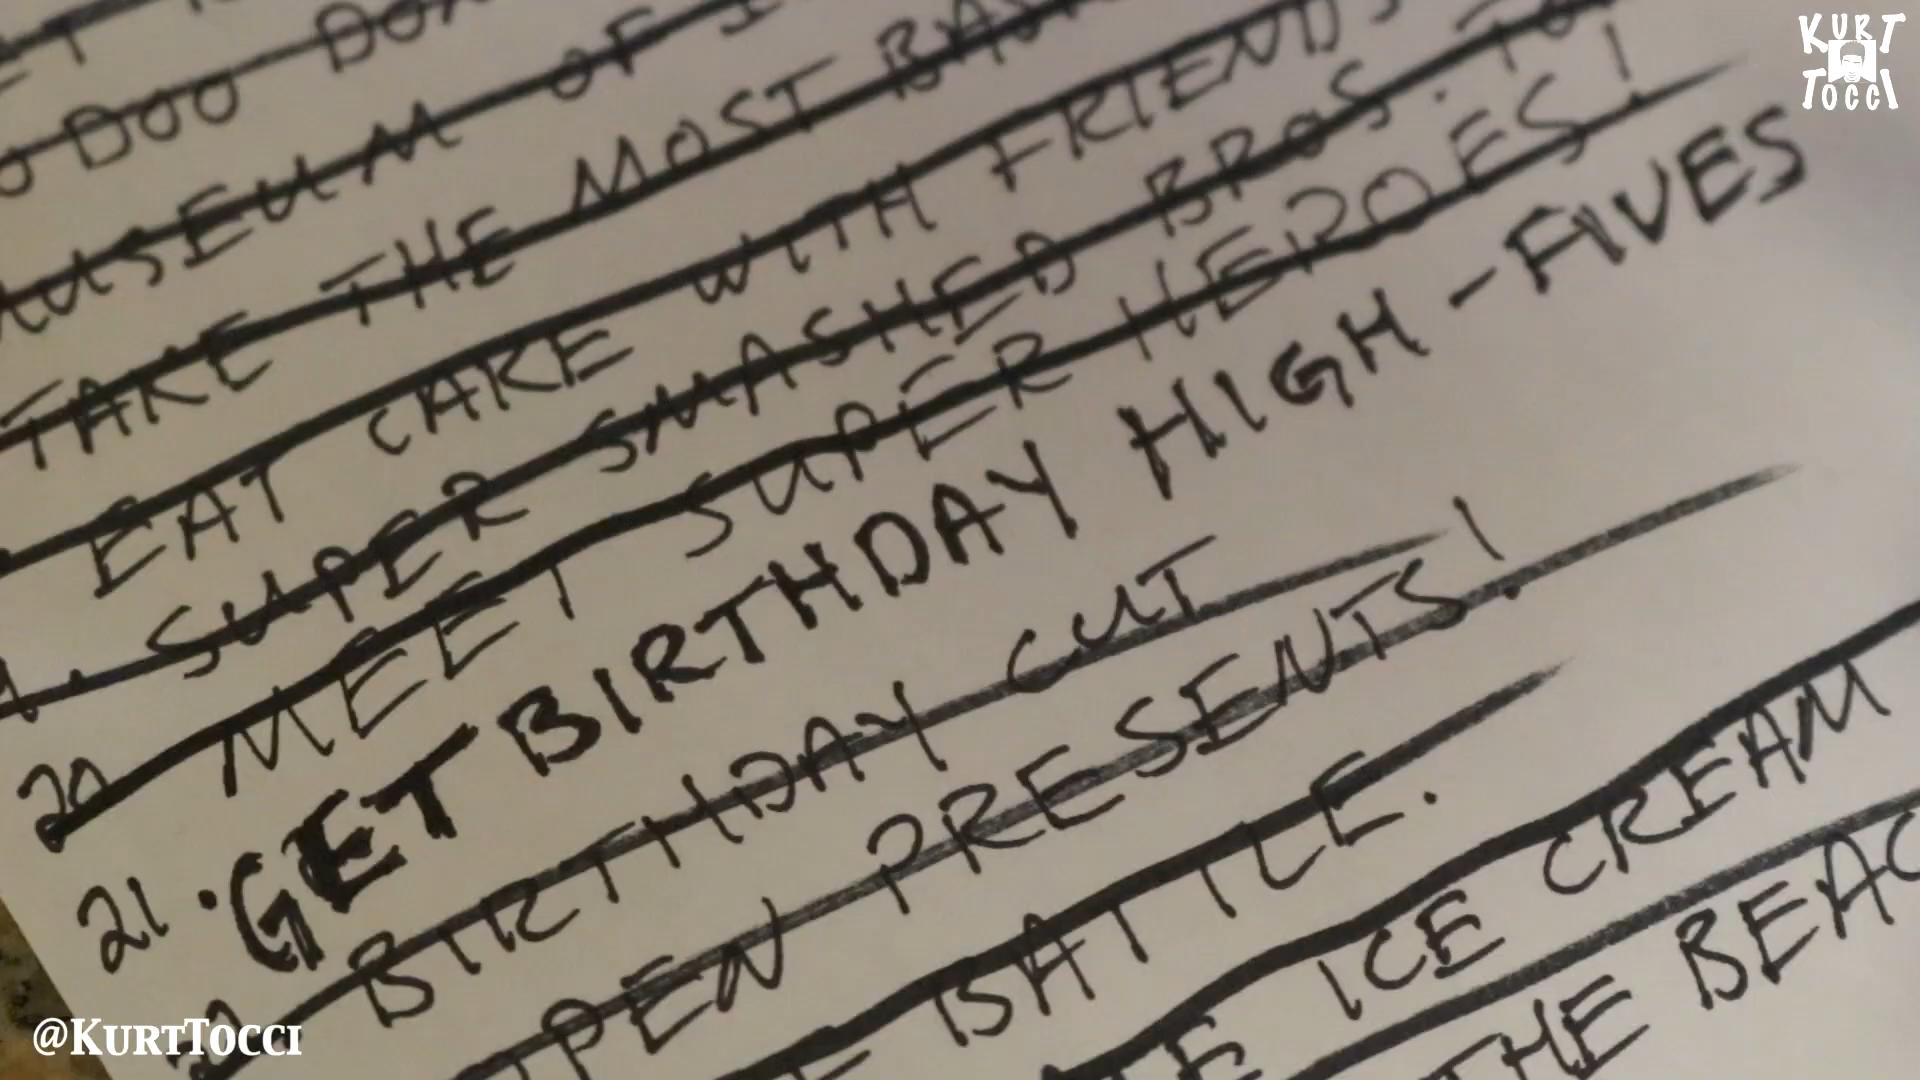 DOO DOO
MUSEUM OF
TAKE THE MOST
EAT CAKE WITH FRIENDS
SUPER SMASHED BROS.
20 MEET SUPER HEROES!
21. GET BIRTHDAY HIGH-FIVES
BIRTHDAY CUT
OPEN PRESENTS!
BATTLE.
ICE CREAM
THE
KURT
TOCCI
@KURTTOCCI